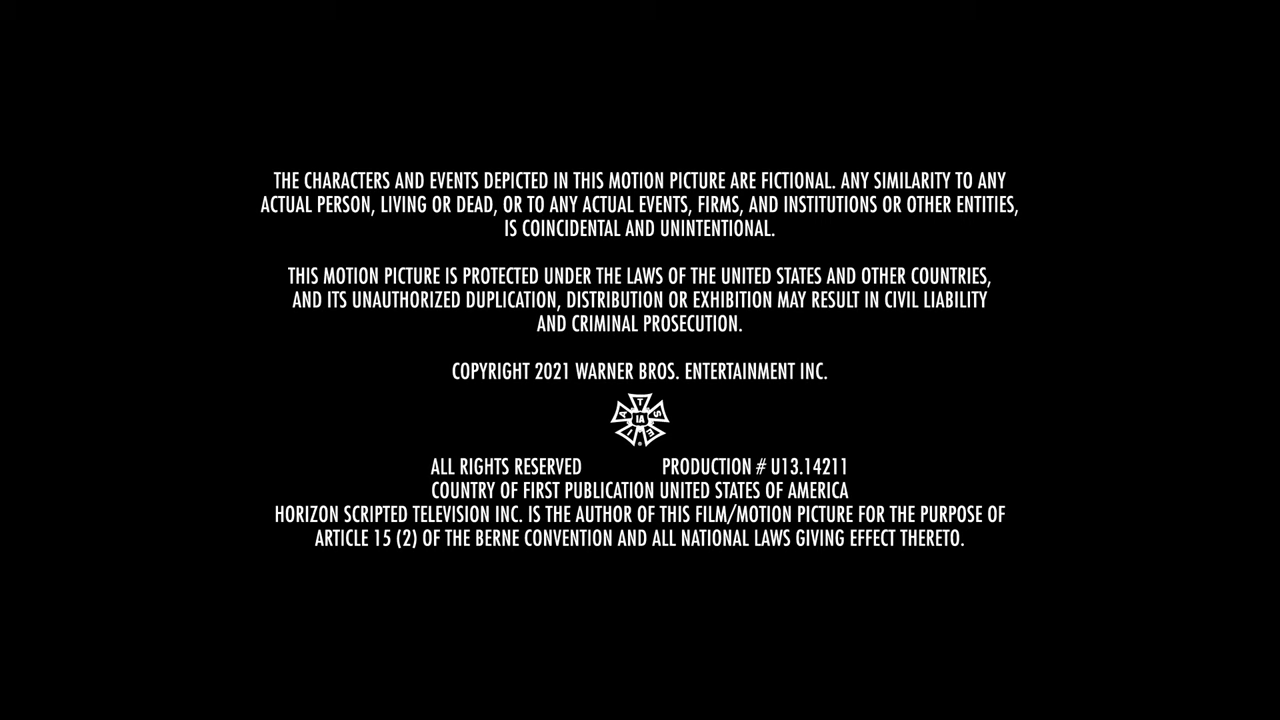 THE CHARACTERS AND EVENTS DEPICTED IN THIS MOTION PICTURE ARE FICTIONAL. ANY SIMILARITY TO ANY
ACTUAL PERSON, LIVING OR DEAD, OR TO ANY ACTUAL EVENTS, FIRMS, AND INSTITUTIONS OR OTHER ENTITIES,
IS COINCIDENTAL AND UNINTENTIONAL.
THIS MOTION PICTURE IS PROTECTED UNDER THE LAWS OF THE UNITED STATES AND OTHER COUNTRIES,
AND ITS UNAUTHORIZED DUPLICATION, DISTRIBUTION OR EXHIBITION MAY RESULT IN CIVIL LIABILITY
AND CRIMINAL PROSECUTION.
COPYRIGHT 2021 WARNER BROS. ENTERTAINMENT INC.
I A T S E
IA
®
ALL RIGHTS RESERVED PRODUCTION # U13.14211
COUNTRY OF FIRST PUBLICATION UNITED STATES OF AMERICA
HORIZON SCRIPTED TELEVISION INC. IS THE AUTHOR OF THIS FILM/MOTION PICTURE FOR THE PURPOSE OF
ARTICLE 15 (2) OF THE BERNE CONVENTION AND ALL NATIONAL LAWS GIVING EFFECT THERETO.